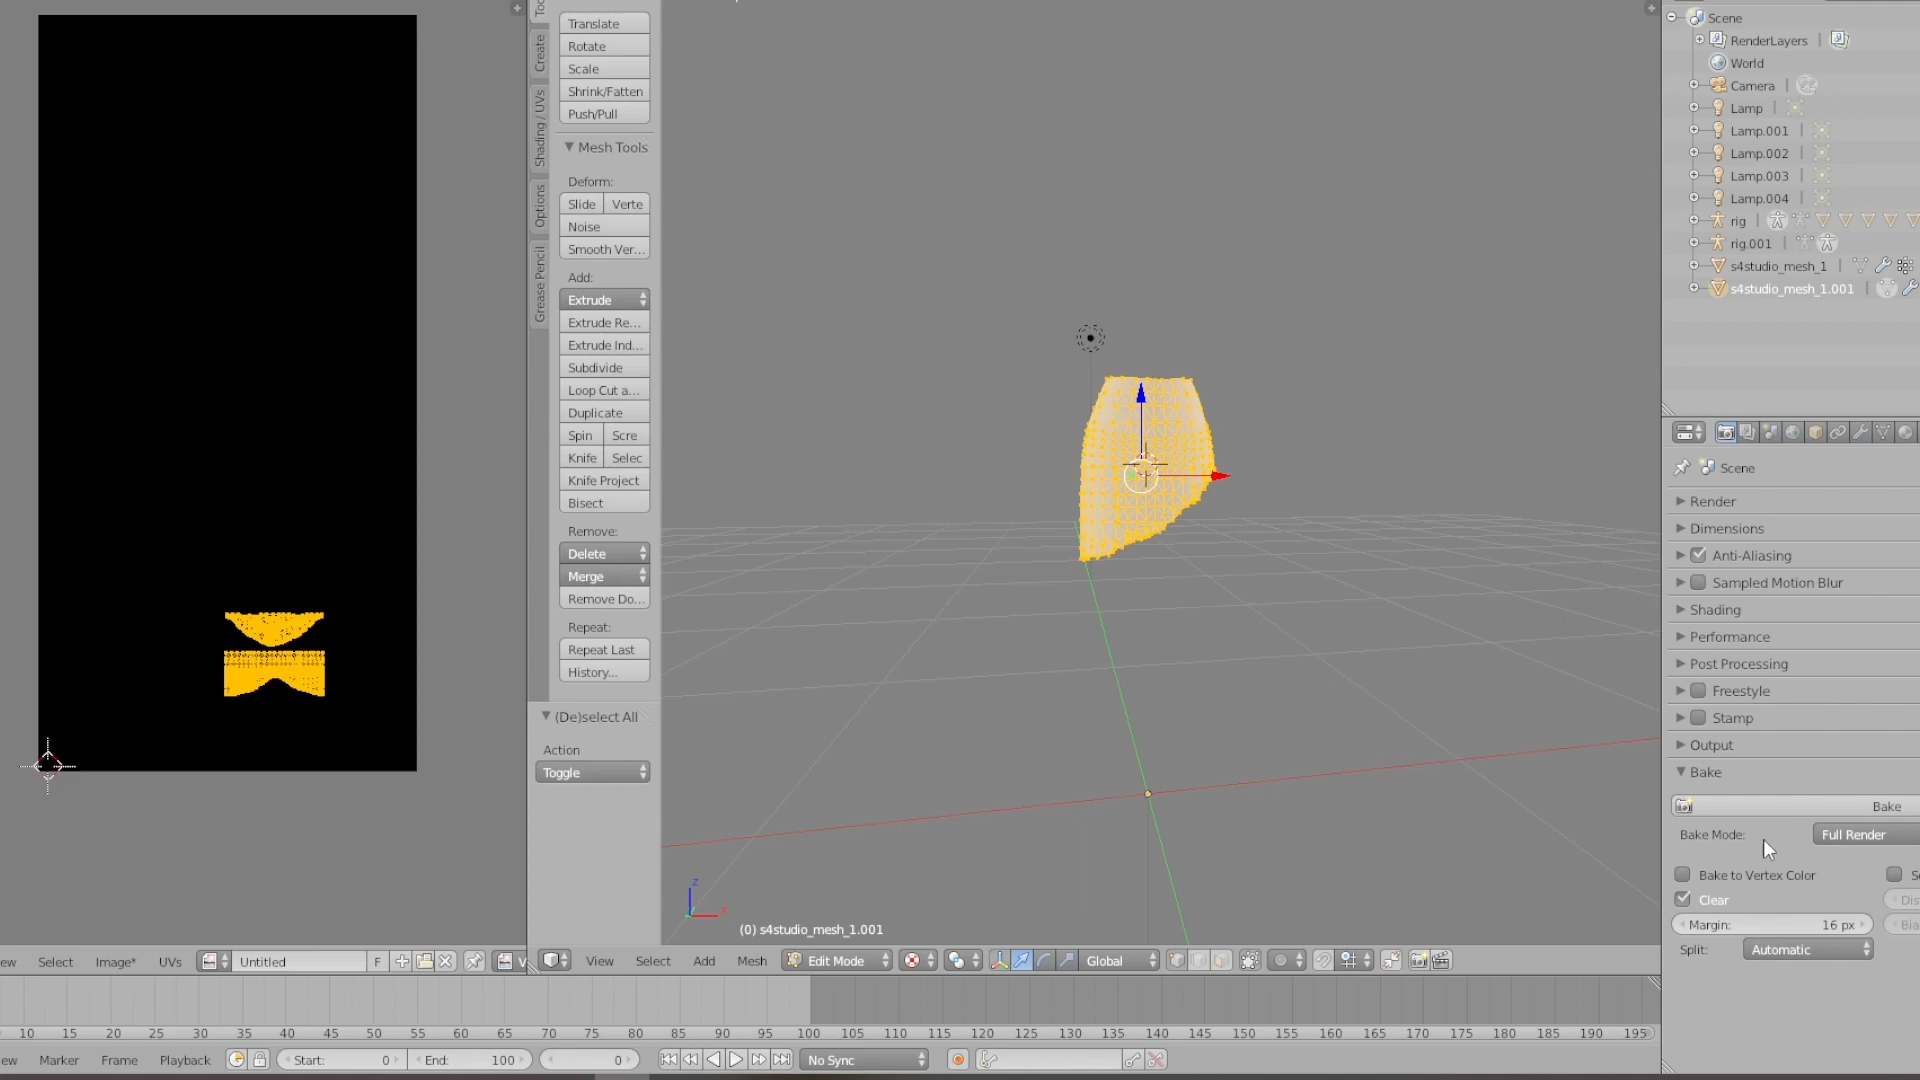 Translate
Rotate
Scale
Shrink/Fatten
Push/Pull
Mesh Tools
Deform:
Slide Verte
Noise
Smooth Ver...
Add:
Extrude
Extrude Re...
Extrude Ind...
Subdivide
Loop Cut a...
Duplicate
Spin Scre
Knife Selec
Knife Project
Bisect
Remove:
Delete
Merge
Remove Do...
Repeat:
Repeat Last
History...
(De)select All
Action
Toggle
Create
Shading / UVs
Options
Grease Pencil
z
x
(0) s4studio_mesh_1.001
Scene
RenderLayers
World
Camera
Lamp
Lamp.001
Lamp.002
Lamp.003
Lamp.004
rig
rig.001
s4studio_mesh_1
s4studio_mesh_1.001
Scene
Render
Dimensions
Anti-Aliasing
Sampled Motion Blur
Shading
Performance
Post Processing
Freestyle
Stamp
Output
Bake
Bake
Bake Mode: Full Render
Bake to Vertex Color
Clear
Margin: 16 px
Split: Automatic
ew Select Image* UVs Untitled F V
View Select Add Mesh Edit Mode Global
10 15 20 25 30 35 40 45 50 55 60 65 70 75 80 85 90 95 100 105 110 115 120 125 130 135 140 145 150 155 160 165 170 175 180 185 190 195
ew Marker Frame Playback Start: 0 End: 100 0 No Sync